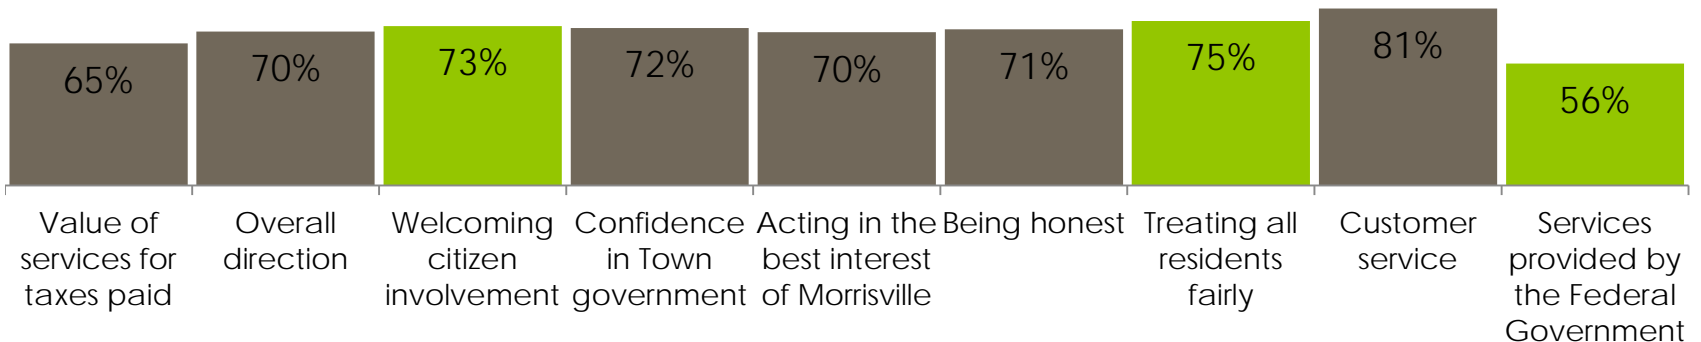 65%
70%
73%
72%
70%
71%
75%
81%
56%
Value of
services for
taxes paid
Overall
direction
Welcoming
citizen
involvement
Confidence
in Town
government
Acting in the
best interest
of Morrisville
Being honest
Treating all
residents
fairly
Customer
service
Services
provided by
the Federal
Government